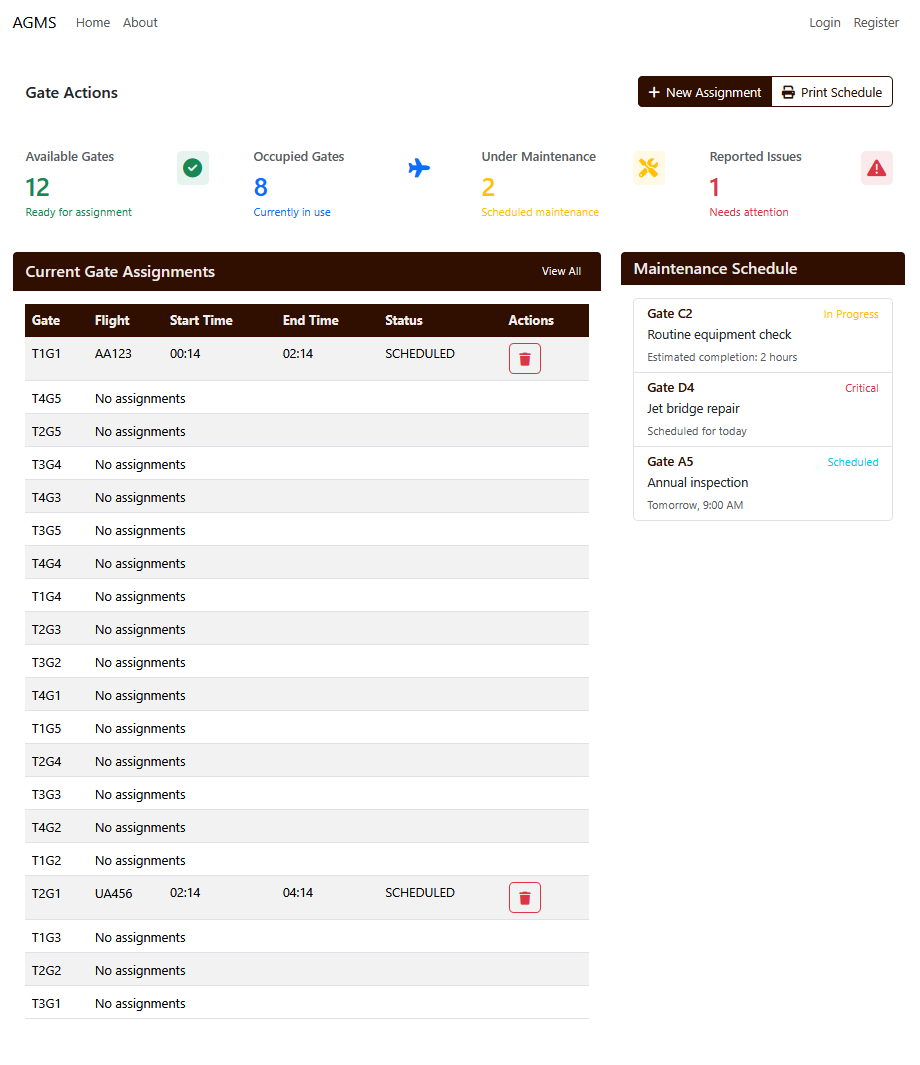 AGMS Home About Login Register
Gate Actions New Assignment Print Schedule
Available Gates
12
Ready for assignment
Occupied Gates
8
Currently in use
Under Maintenance
2
Scheduled maintenance
Reported Issues
1
Needs attention
Current Gate Assignments View All
Gate Flight Start Time End Time Status Actions
T1G1 AA123 00:14 02:14 SCHEDULED
T4G5 No assignments
T2G5 No assignments
T3G4 No assignments
T4G3 No assignments
T3G5 No assignments
T4G4 No assignments
T1G4 No assignments
T2G3 No assignments
T3G2 No assignments
T4G1 No assignments
T1G5 No assignments
T2G4 No assignments
T3G3 No assignments
T4G2 No assignments
T1G2 No assignments
T2G1 UA456 02:14 04:14 SCHEDULED
T1G3 No assignments
T2G2 No assignments
T3G1 No assignments
Maintenance Schedule
Gate C2 In Progress
Routine equipment check
Estimated completion: 2 hours
Gate D4 Critical
Jet bridge repair
Scheduled for today
Gate A5 Scheduled
Annual inspection
Tomorrow, 9:00 AM